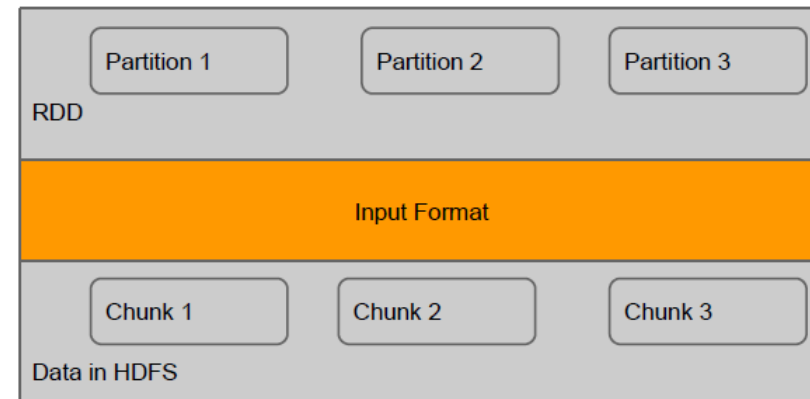 Partition 1
Partition 2
Partition 3
RDD
Input Format
Chunk 1
Chunk 2
Chunk 3
Data in HDFS